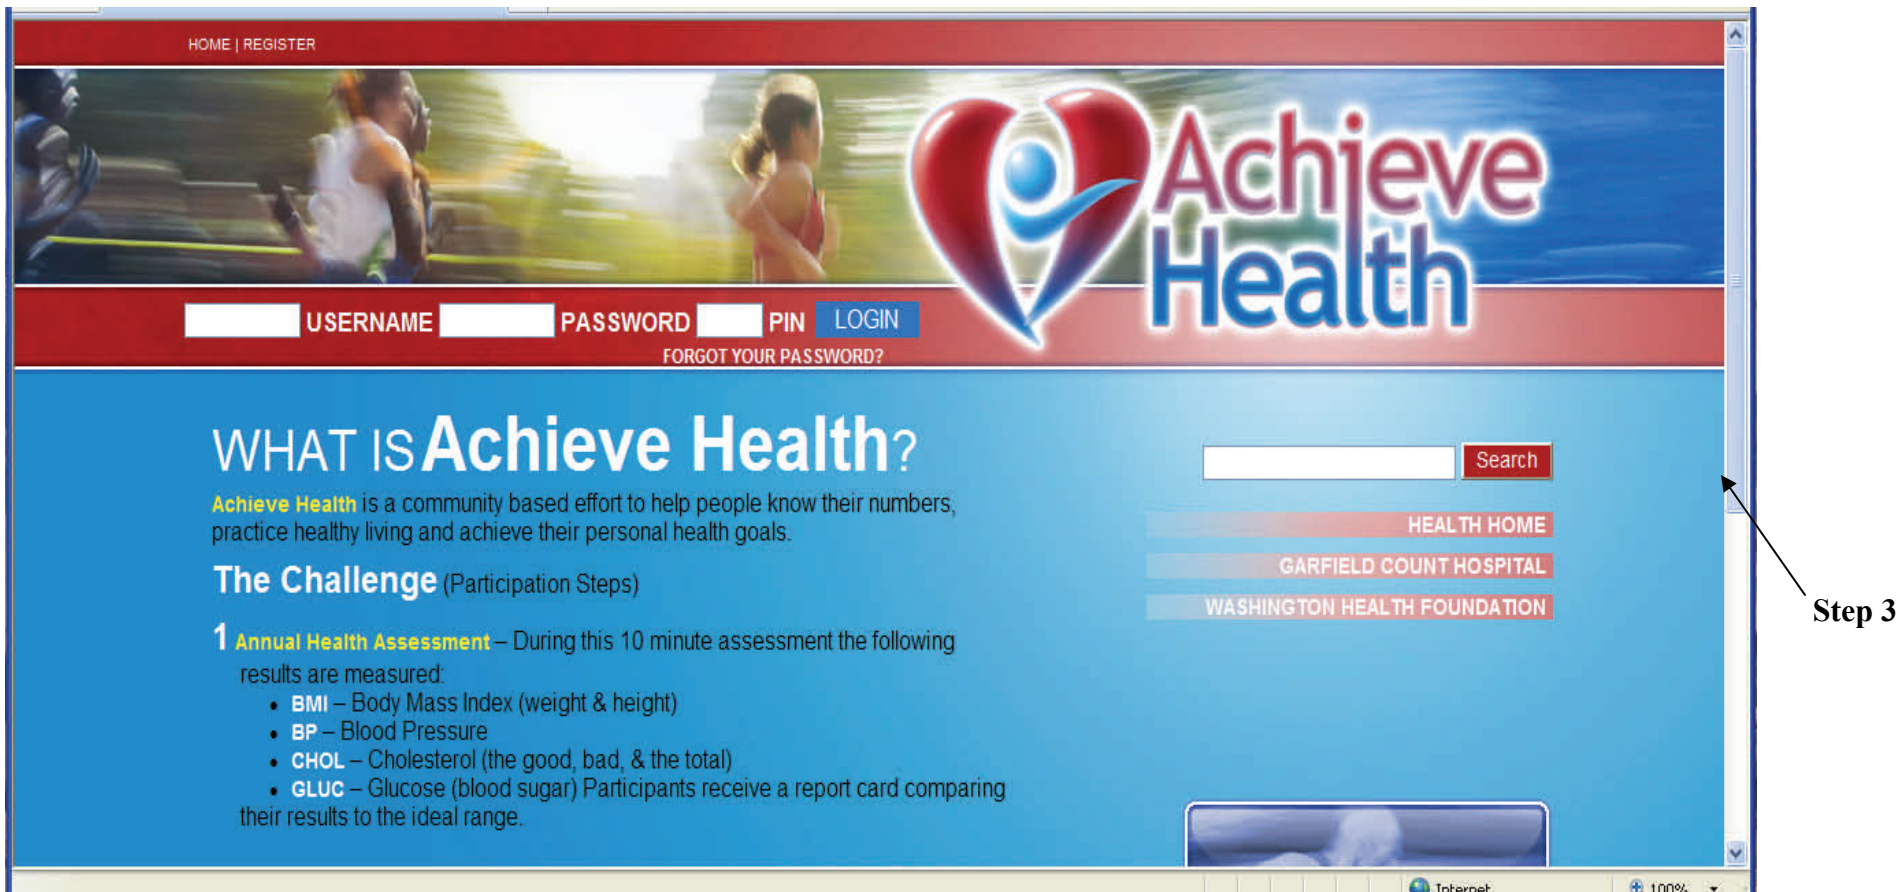 HOME | REGISTER
Achieve
Health
USERNAME PASSWORD PIN LOGIN
FORGOT YOUR PASSWORD?
WHAT IS Achieve Health?
Achieve Health is a community based effort to help people know their numbers,
practice healthy living and achieve their personal health goals.
The Challenge (Participation Steps)
1 Annual Health Assessment – During this 10 minute assessment the following
results are measured:
• BMI – Body Mass Index (weight & height)
• BP – Blood Pressure
• CHOL – Cholesterol (the good, bad, & the total)
• GLUC – Glucose (blood sugar) Participants receive a report card comparing
their results to the ideal range.
Search
HEALTH HOME
GARFIELD COUNT HOSPITAL
WASHINGTON HEALTH FOUNDATION
Step 3
Internet 100%